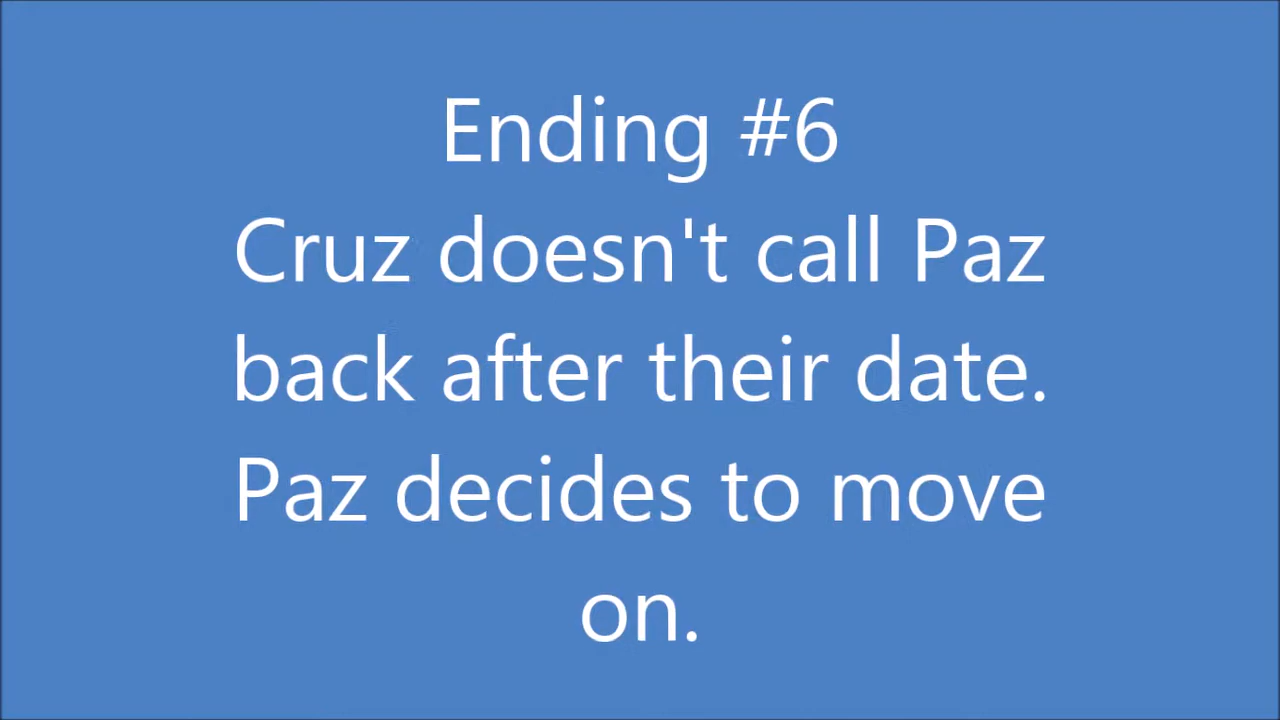 Ending #6
Cruz doesn't call Paz
back after their date.
Paz decides to move
on.